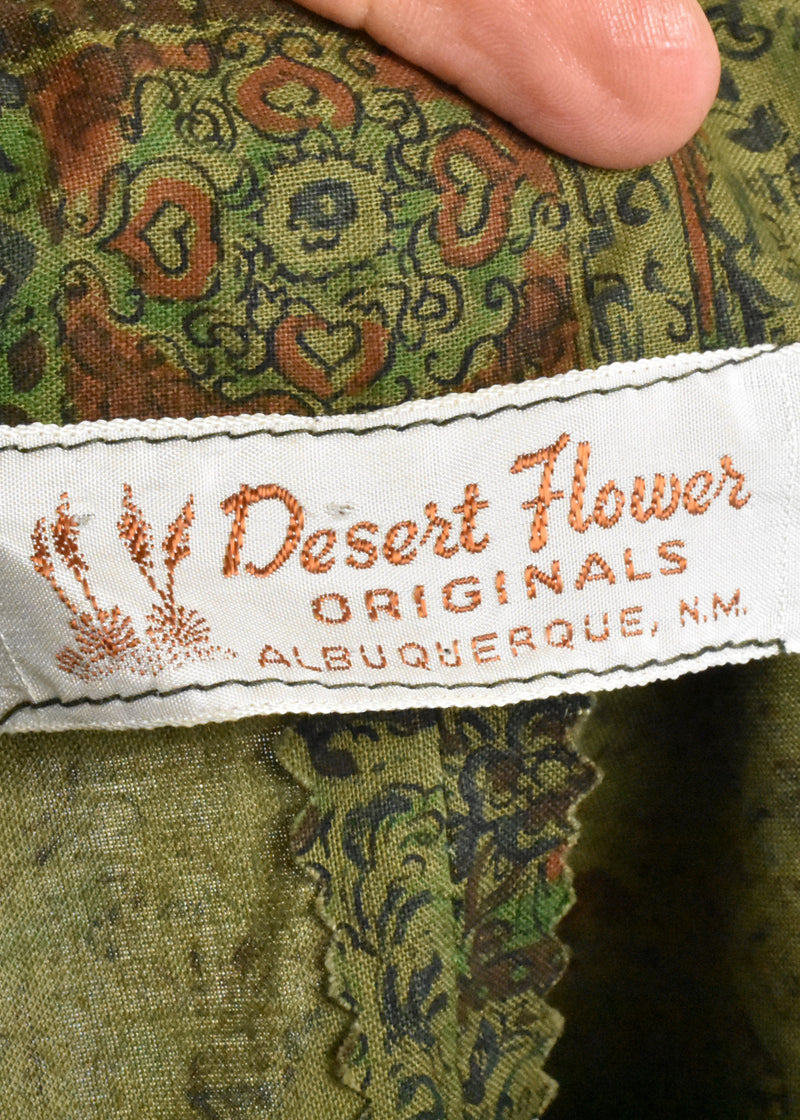 Desert Flower
ORIGINALS
ALBUQUERQUE, N.M.